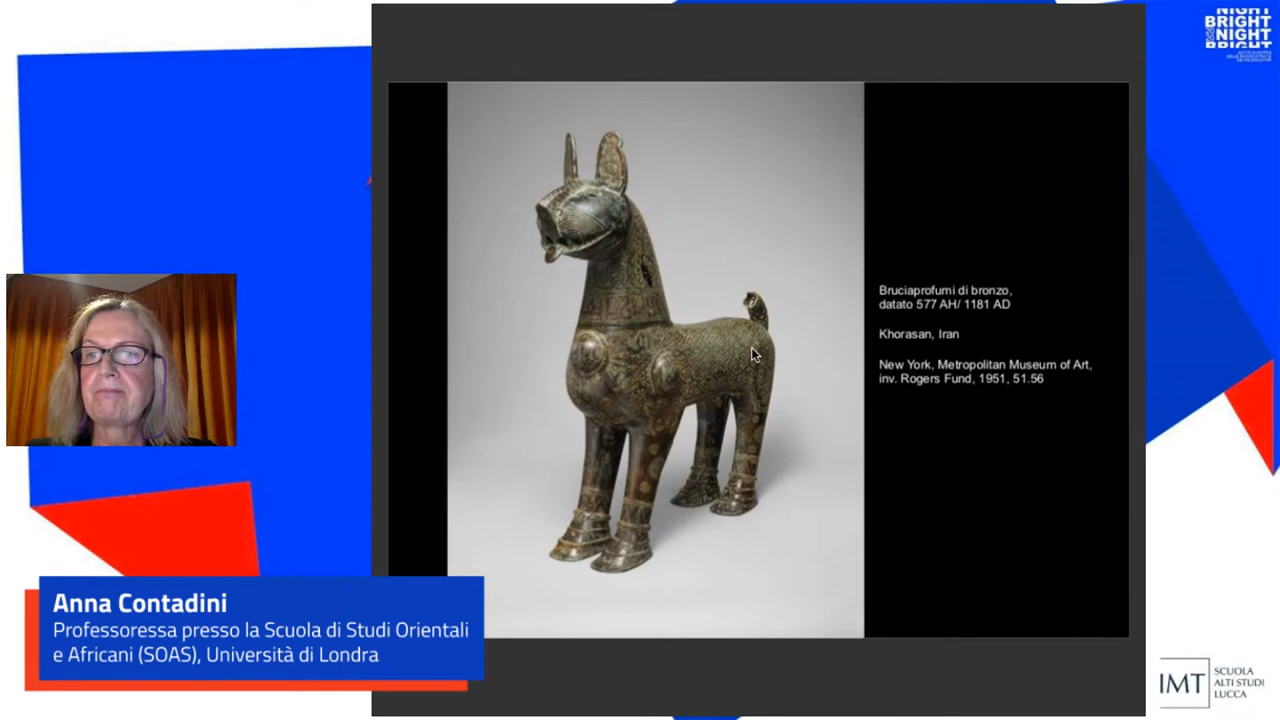 NIGHT
BRIGHT
NIGHT
BRIGHT
Bruciaprofumi di bronzo,
datato 577 AH/ 1181 AD
Khorasan, Iran
New York, Metropolitan Museum of Art,
inv. Rogers Fund, 1951, 51.56
Anna Contadini
Professoressa presso la Scuola di Studi Orientali
e Africani (SOAS), Università di Londra
IMT
SCUOLA
ALTI STUDI
LUCCA